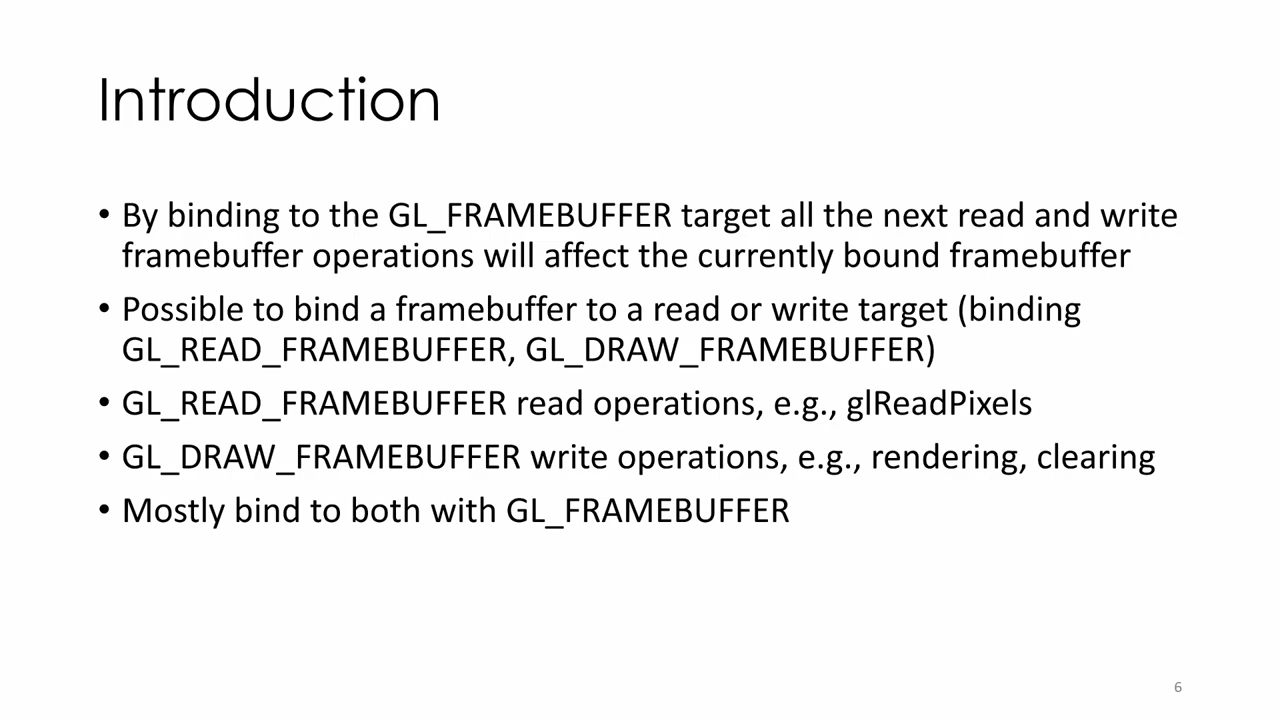 Introduction
• By binding to the GL_FRAMEBUFFER target all the next read and write
framebuffer operations will affect the currently bound framebuffer
• Possible to bind a framebuffer to a read or write target (binding
GL_READ_FRAMEBUFFER, GL_DRAW_FRAMEBUFFER)
• GL_READ_FRAMEBUFFER read operations, e.g., glReadPixels
• GL_DRAW_FRAMEBUFFER write operations, e.g., rendering, clearing
• Mostly bind to both with GL_FRAMEBUFFER
6